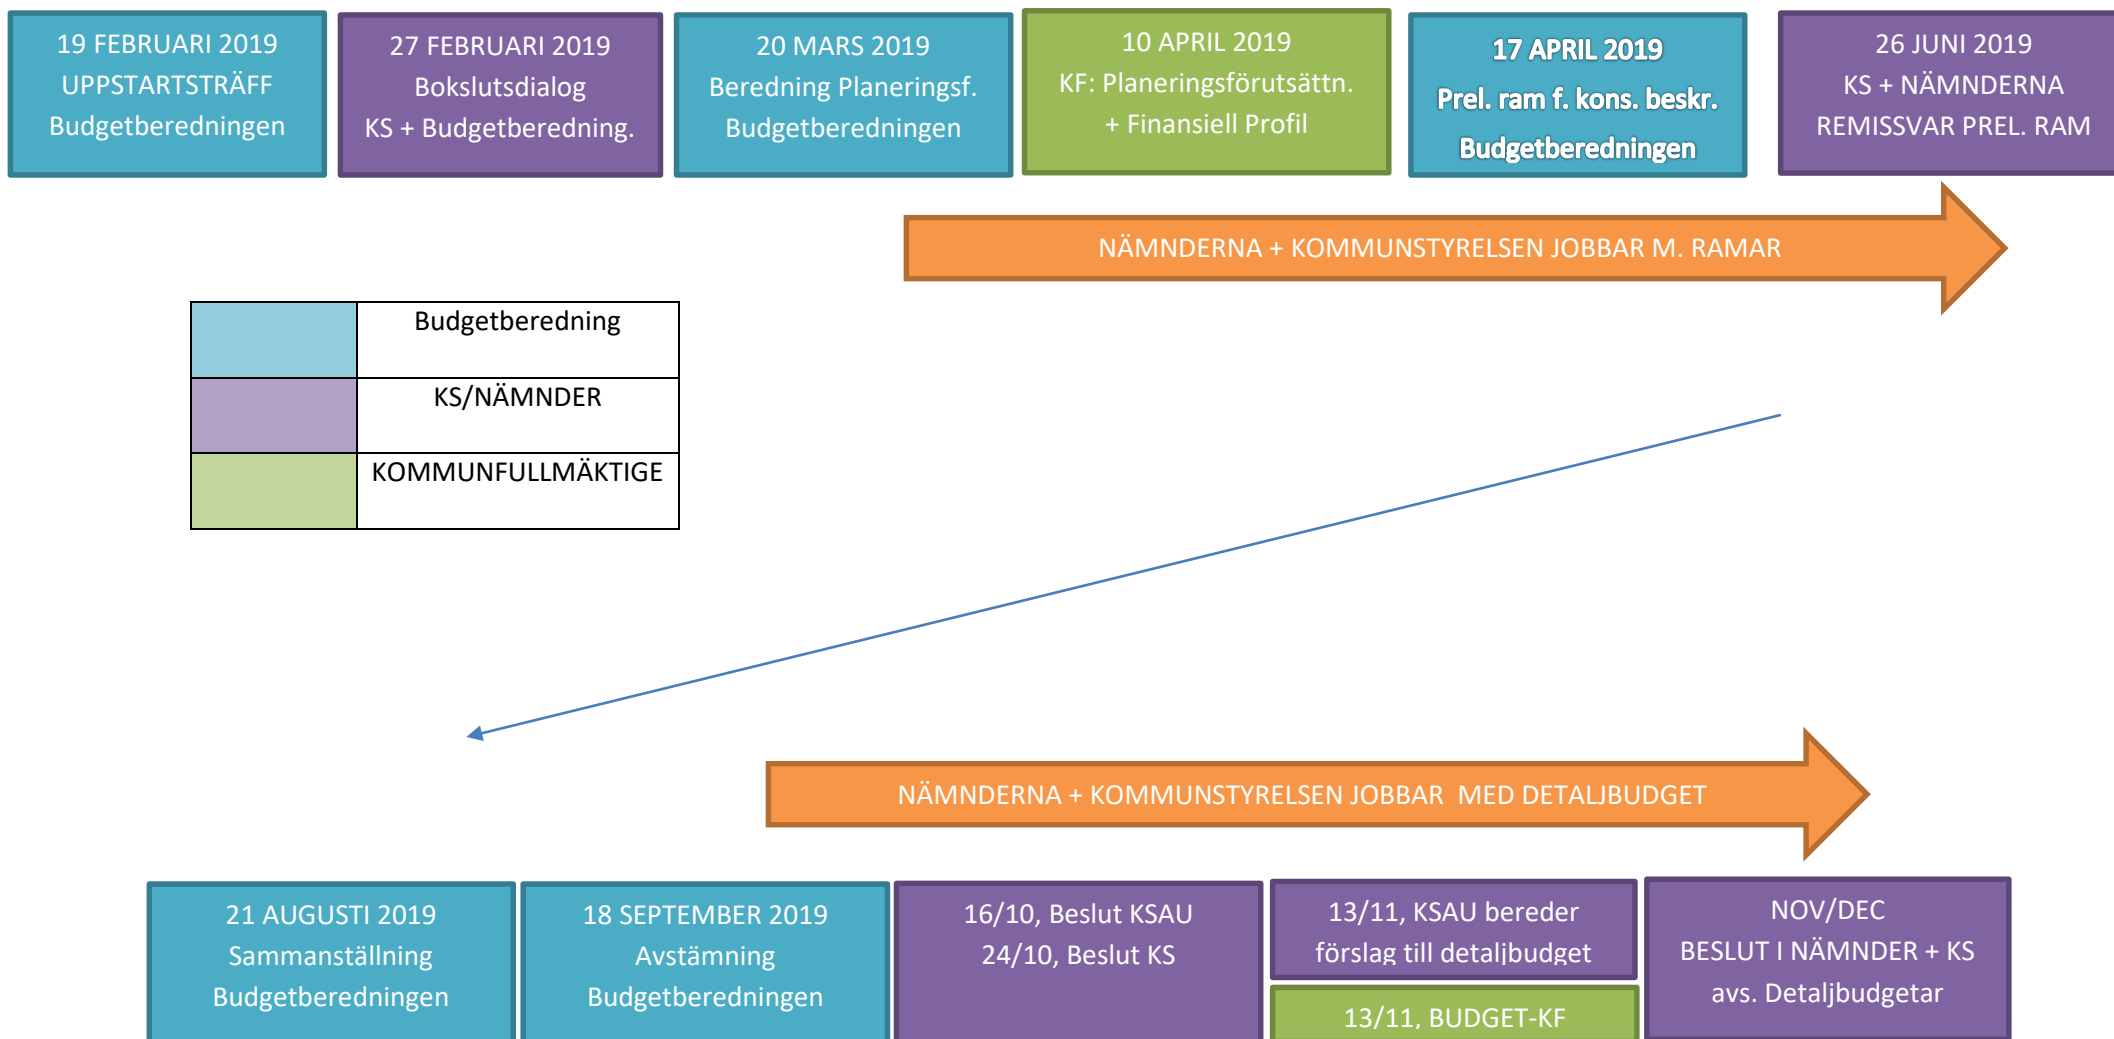 19 FEBRUARI 2019
UPPSTARTSTRÄFF
Budgetberedningen
27 FEBRUARI 2019
Bokslutsdialog
KS + Budgetberedning.
20 MARS 2019
Beredning Planeringsf.
Budgetberedningen
10 APRIL 2019
KF: Planeringsförutsättn.
+ Finansiell Profil
17 APRIL 2019
Prel. ram f. kons. beskr.
Budgetberedningen
26 JUNI 2019
KS + NÄMNDERNA
REMISSVAR PREL. RAM
NÄMNDERNA + KOMMUNSTYRELSEN JOBBAR M. RAMAR
Budgetberedning
KS/NÄMNDER
KOMMUNFULLMÄKTIGE
NÄMNDERNA + KOMMUNSTYRELSEN JOBBAR  MED DETALJBUDGET
21 AUGUSTI 2019
Sammanställning
Budgetberedningen
18 SEPTEMBER 2019
Avstämning
Budgetberedningen
16/10, Beslut KSAU
24/10, Beslut KS
13/11, KSAU bereder
förslag till detaljbudget
13/11, BUDGET-KF
NOV/DEC
BESLUT I NÄMNDER + KS
avs. Detaljbudgetar